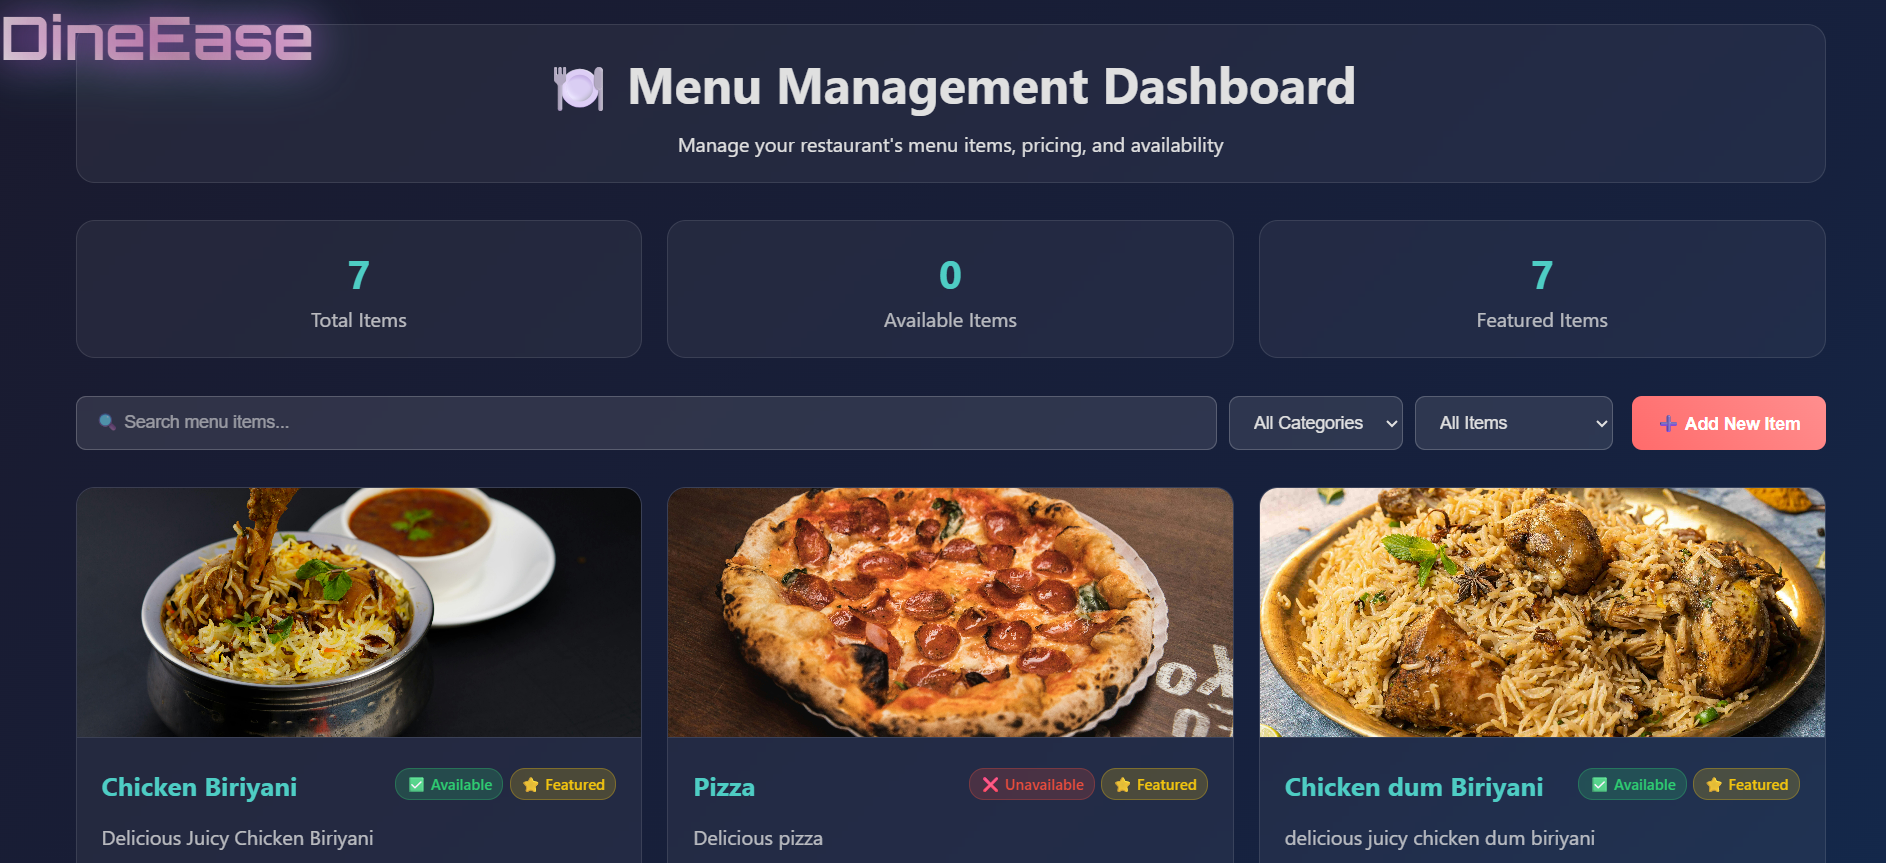 DineEase
🍽️ Menu Management Dashboard
Manage your restaurant's menu items, pricing, and availability
7
Total Items
0
Available Items
7
Featured Items
🔍 Search menu items...
All Categories
All Items
➕ Add New Item
Chicken Biriyani
✅ Available
⭐ Featured
Delicious Juicy Chicken Biriyani
Pizza
❌ Unavailable
⭐ Featured
Delicious pizza
Chicken dum Biriyani
✅ Available
⭐ Featured
delicious juicy chicken dum biriyani